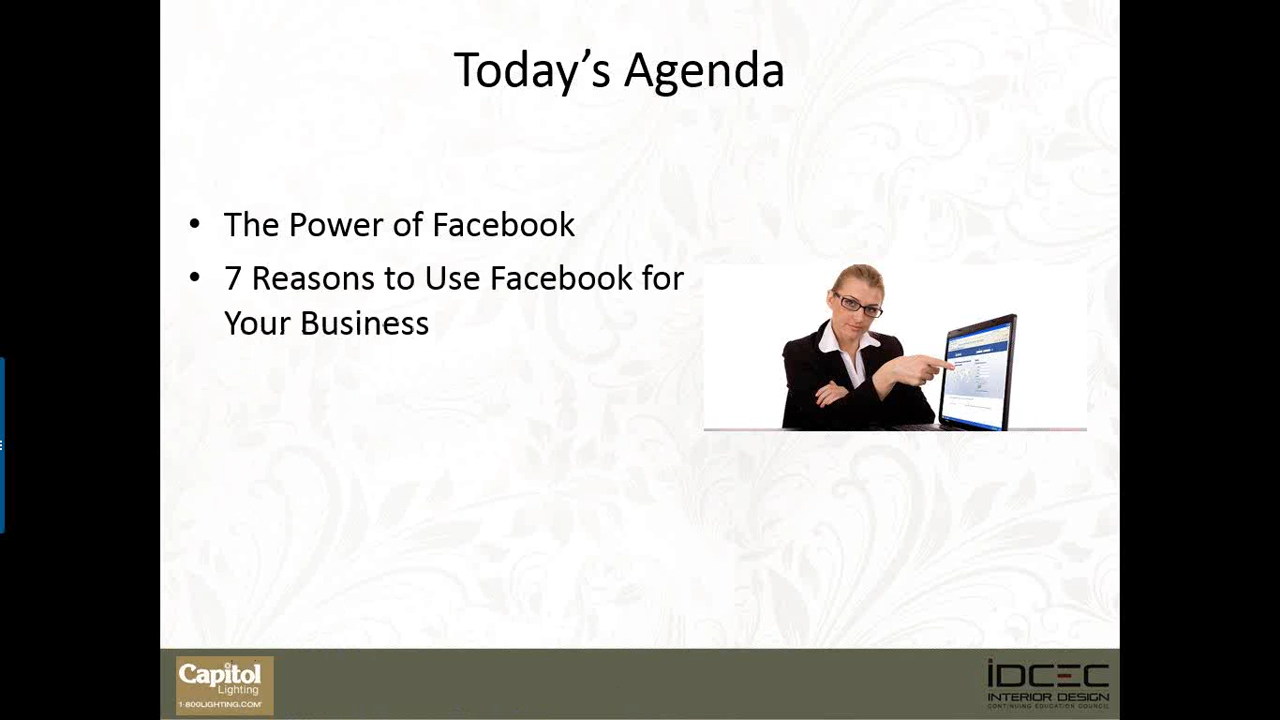 Today’s Agenda
• The Power of Facebook
• 7 Reasons to Use Facebook for
Your Business
Capitol
Lighting
1·800LIGHTING.COM
IDCEC
INTERIOR DESIGN
CONTINUING EDUCATION COUNCIL